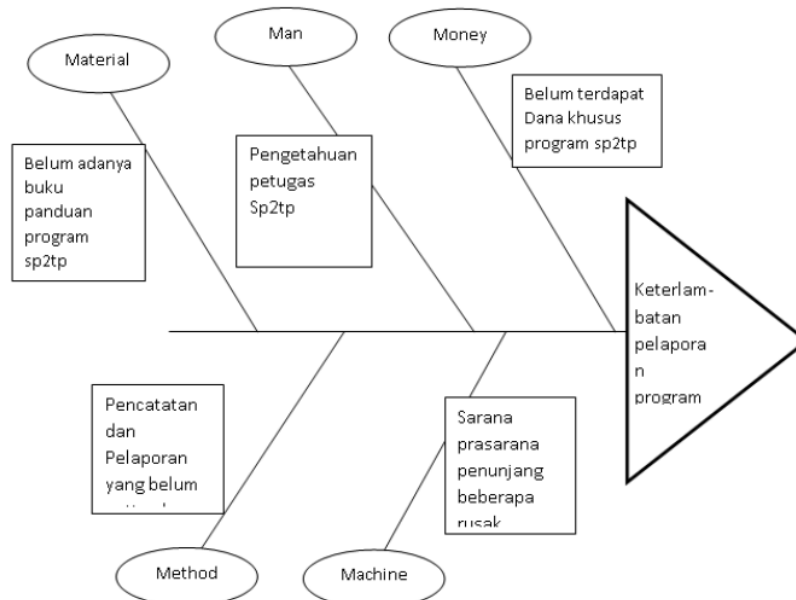 Man
Money
Material
Belum terdapat
Dana khusus
program sp2tp
Belum adanya
buku
panduan
program
sp2tp
Pengetahuan
petugas
Sp2tp
Keterlam-
batan
pelapora
n
program
Pencatatan
dan
Pelaporan
yang belum
Sarana
prasarana
penunjang
beberapa
rusak
Method
Machine